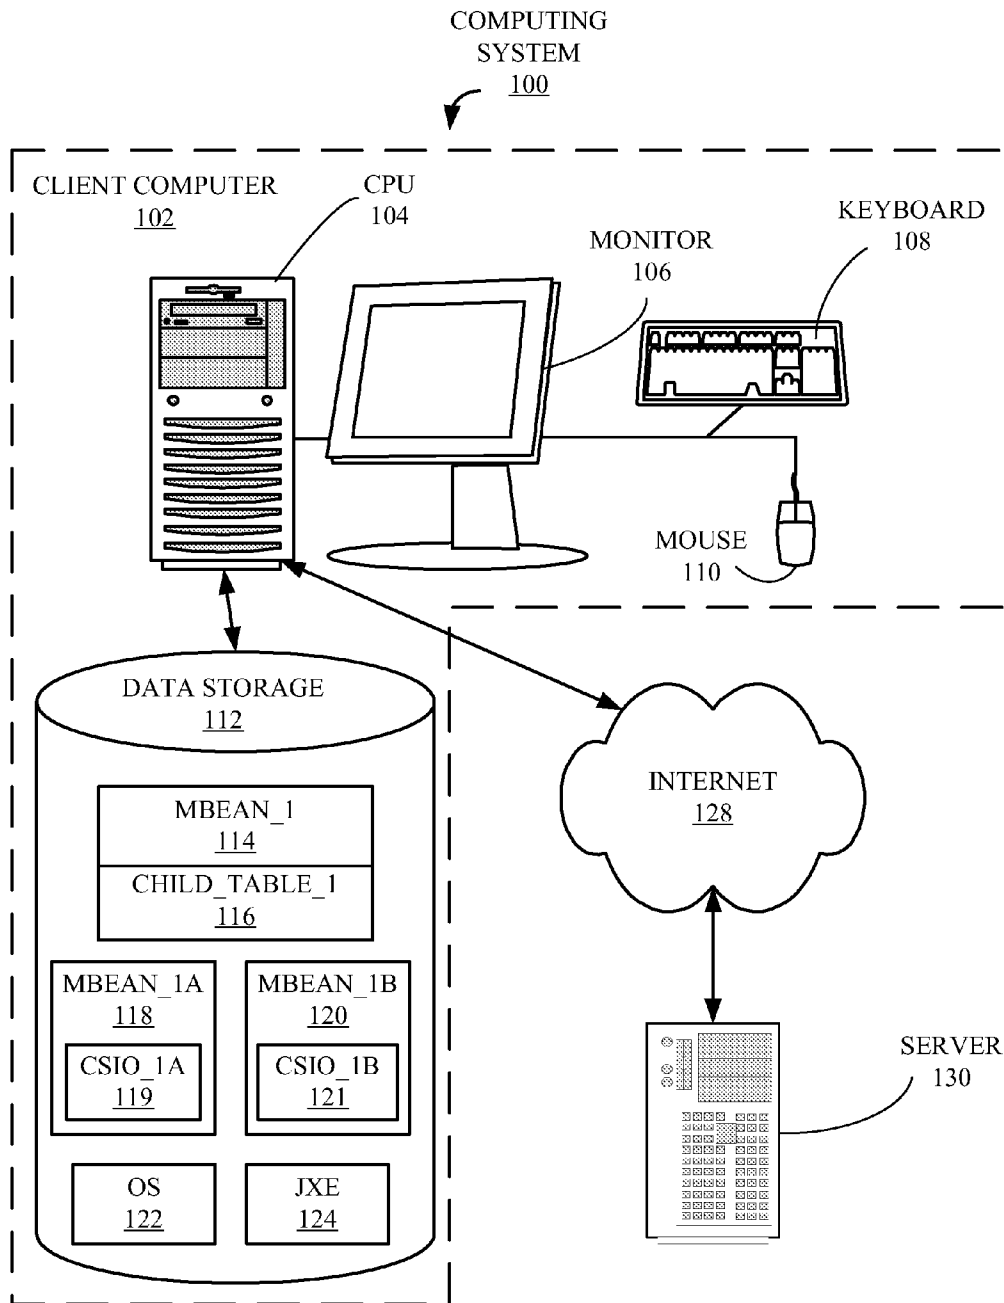 COMPUTING
SYSTEM
100
CLIENT COMPUTER
102
CPU
104
MONITOR
106
KEYBOARD
108
MOUSE
110
DATA STORAGE
112
MBEAN_1
114
CHILD_TABLE_1
116
MBEAN_1A
118
CSIO_1A
119
MBEAN_1B
120
CSIO_1B
121
OS
122
JXE
124
INTERNET
128
SERVER
130